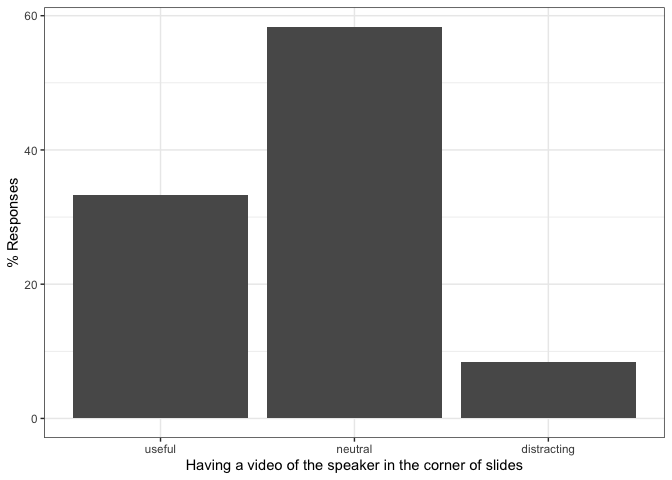 60
40
20
0
% Responses
useful neutral distracting
Having a video of the speaker in the corner of slides